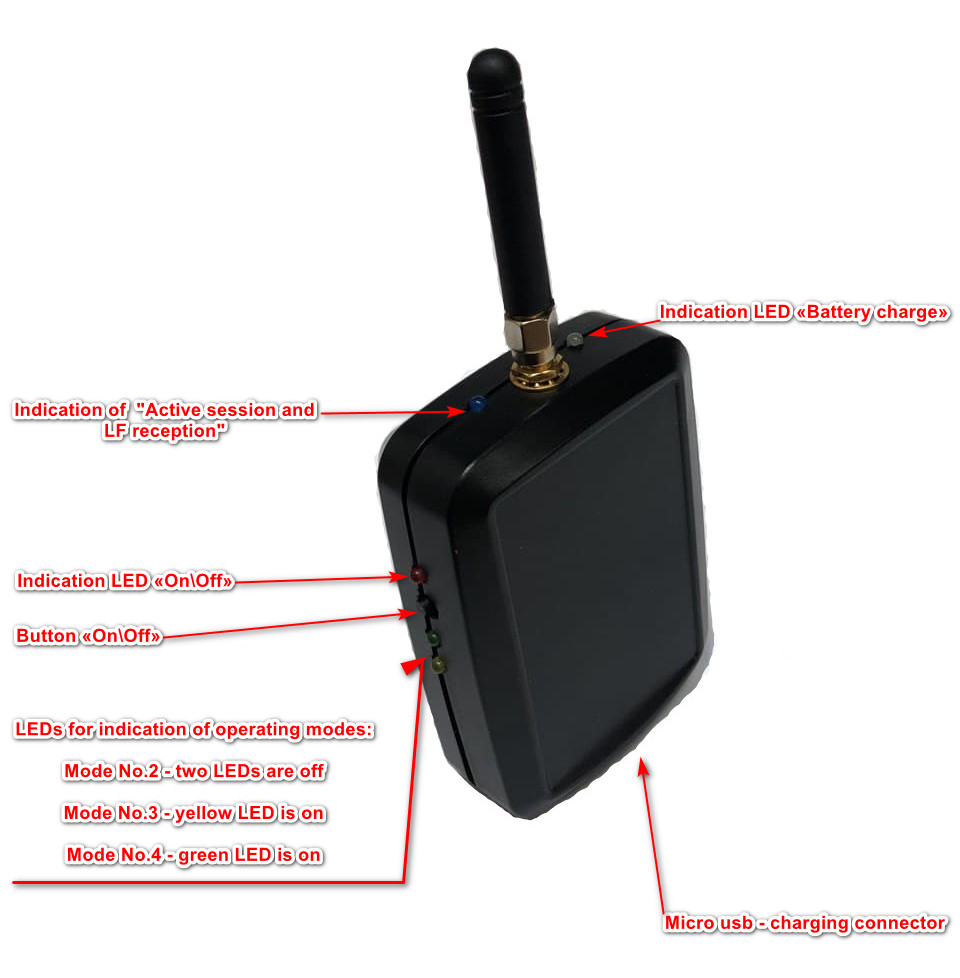 Indication LED «Battery charge»
Indication of "Active session and
LF reception"
Indication LED «On\Off»
Button «On\Off»
LEDs for indication of operating modes:
Mode No.2 - two LEDs are off
Mode No.3 - yellow LED is on
Mode No.4 - green LED is on
Micro usb - charging connector